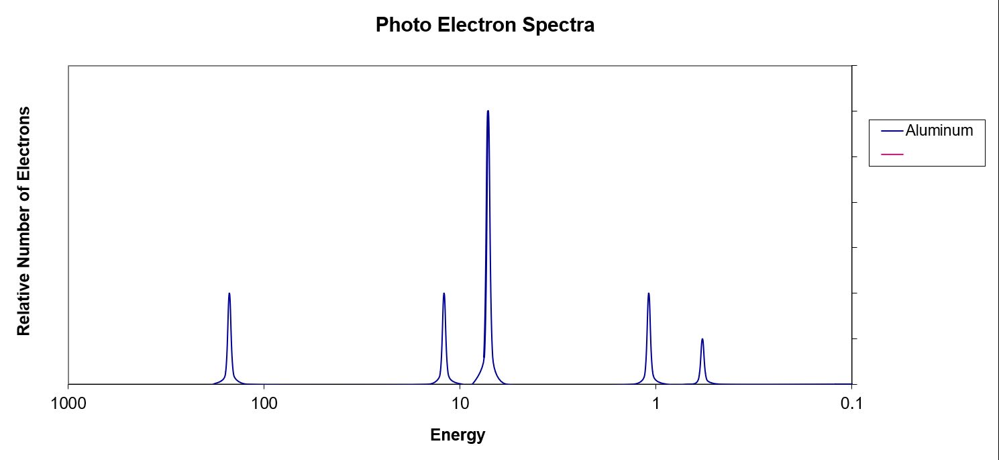 Photo Electron Spectra
Relative Number of Electrons
Aluminum
1000
100
10
1
0.1
Energy